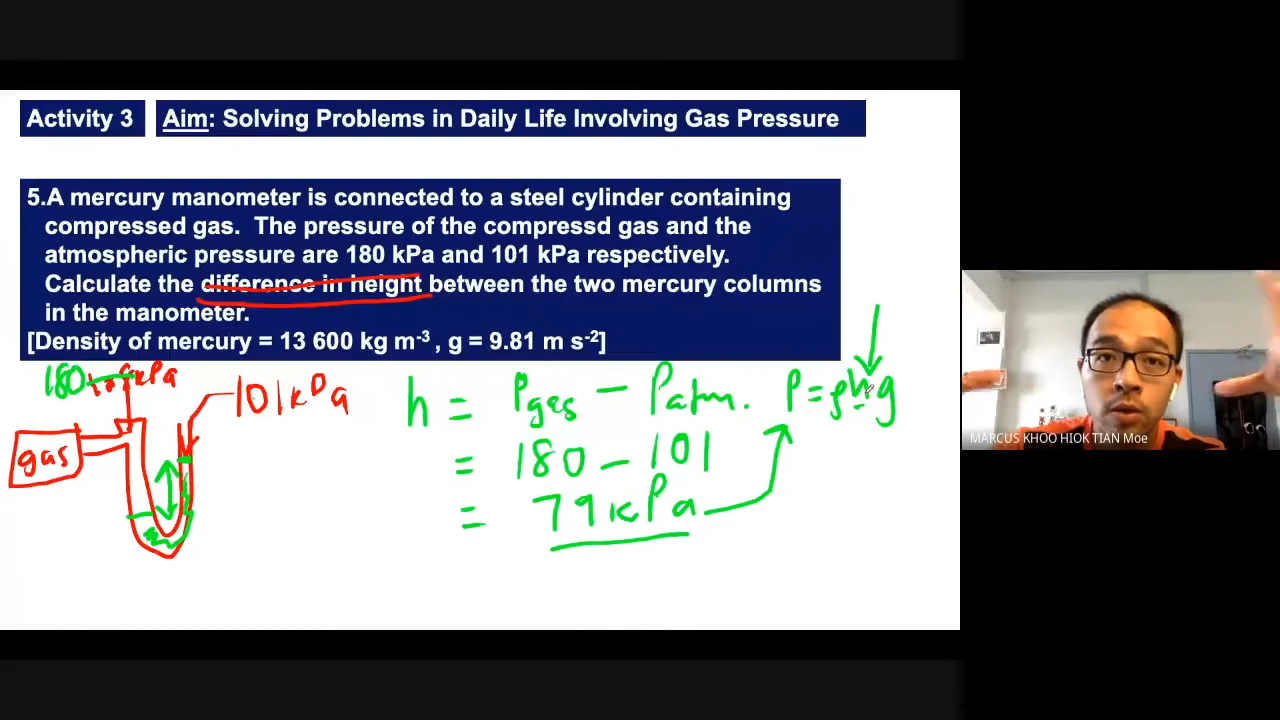 Activity 3
Aim: Solving Problems in Daily Life Involving Gas Pressure
5.A mercury manometer is connected to a steel cylinder containing
compressed gas. The pressure of the compressd gas and the
atmospheric pressure are 180 kPa and 101 kPa respectively.
Calculate the difference in height between the two mercury columns
in the manometer.
[Density of mercury = 13 600 kg m⁻³ , g = 9.81 m s⁻²]
180 kPa
101 kPa
gas
h = Pgas - Patm.
= 180 - 101
= 79 kPa
P = ρhg
MARCUS KHOO HIOK TIAN Moe